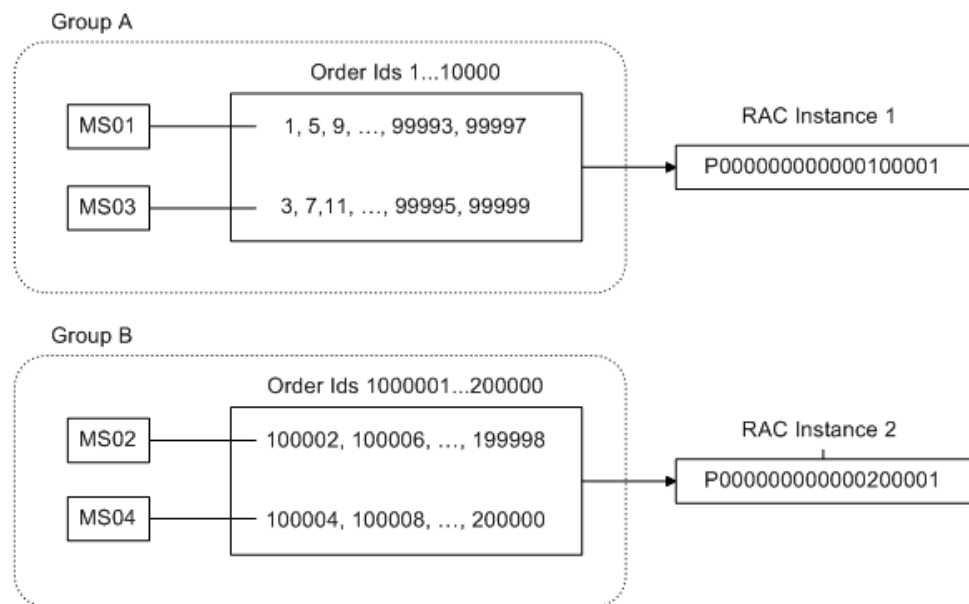 Group A
Order Ids 1...10000
MS01
1, 5, 9, ..., 99993, 99997
MS03
3, 7,11, ..., 99995, 99999
RAC Instance 1
P000000000000100001
Group B
Order Ids 1000001...200000
MS02
100002, 100006, ..., 199998
MS04
100004, 100008, ..., 200000
RAC Instance 2
P000000000000200001